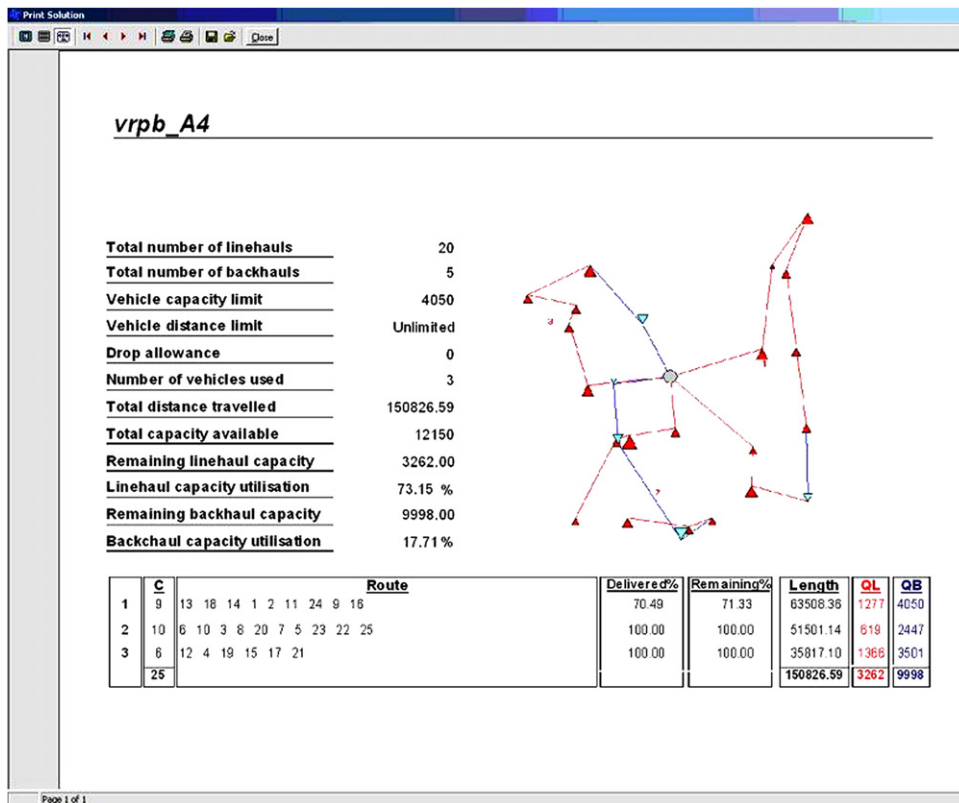 Print Solution
Close
vrpb_A4
Total number of linehauls 20
Total number of backhauls 5
Vehicle capacity limit 4050
Vehicle distance limit Unlimited
Drop allowance 0
Number of vehicles used 3
Total distance travelled 150826.59
Total capacity available 12150
Remaining linehaul capacity 3262.00
Linehaul capacity utilisation 73.15 %
Remaining backhaul capacity 9998.00
Backchaul capacity utilisation 17.71 %
3
2
C Route Delivered% Remaining% Length QL QB
1 9 13 18 14 1 2 11 24 9 16 70.49 71.33 63508.36 1277 4050
2 10 6 10 3 8 20 7 5 23 22 25 100.00 100.00 51501.14 619 2447
3 6 12 4 19 15 17 21 100.00 100.00 35817.10 1366 3501
25 150826.59 3262 9998
Page 1 of 1